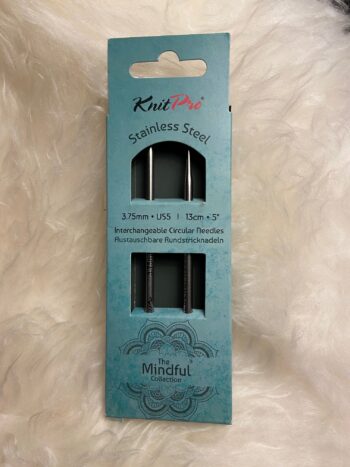 KnitPro®
Stainless Steel
3.75mm • US5 | 13cm • 5"
Interchangeable Circular Needles
Austauschbare Rundstricknadeln
The
Mindful
Collection